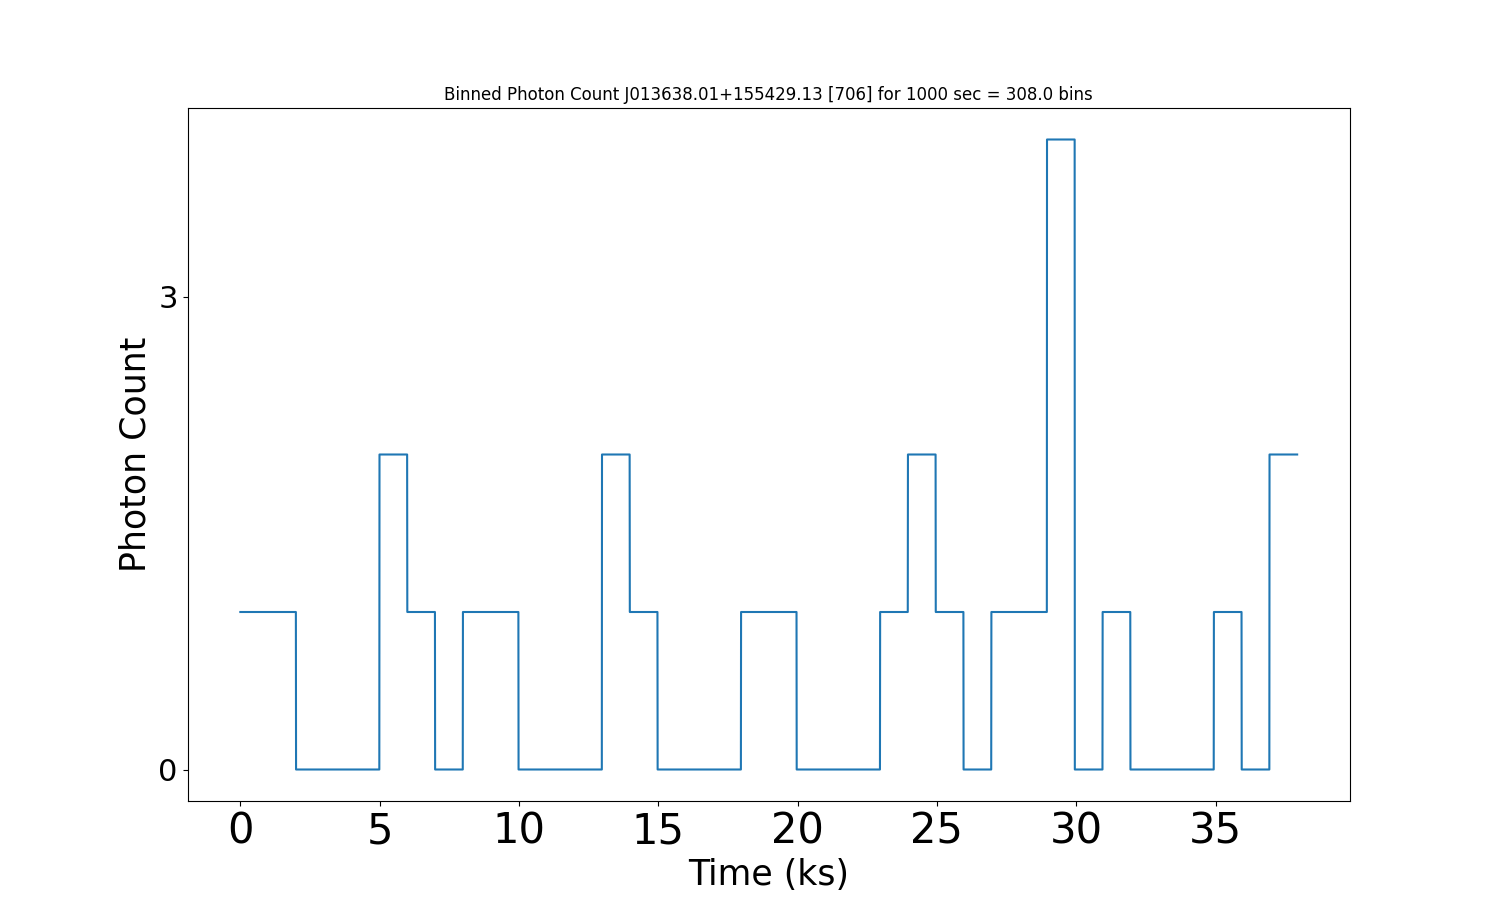 Binned Photon Count J013638.01+155429.13 [706] for 1000 sec = 308.0 bins
Photon Count
3
0
0 5 10 15 20 25 30 35
Time (ks)